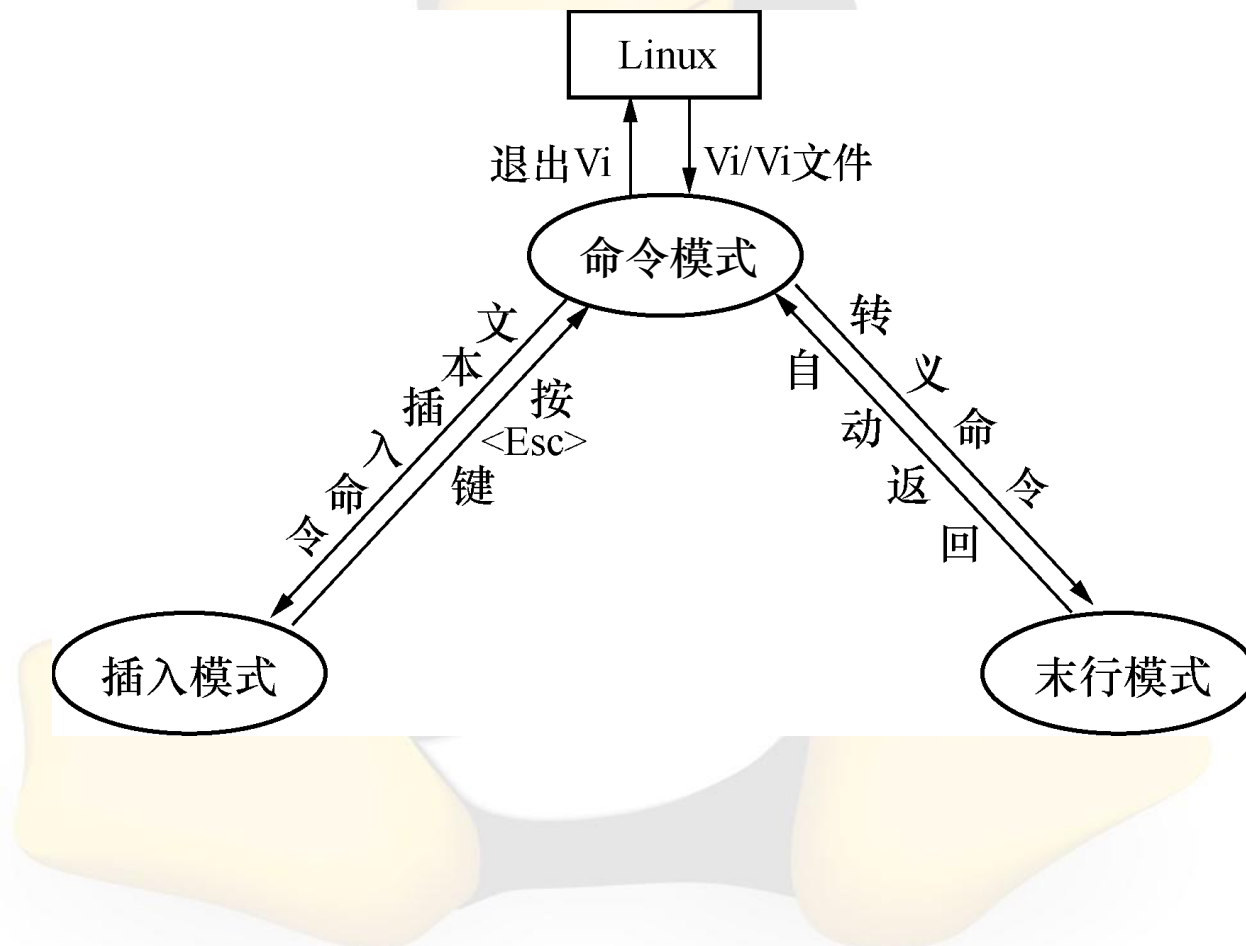 Linux
退出Vi
Vi/Vi文件
命令模式
文本插入命令
按<Esc>键
转义命令
自动返回
插入模式
末行模式